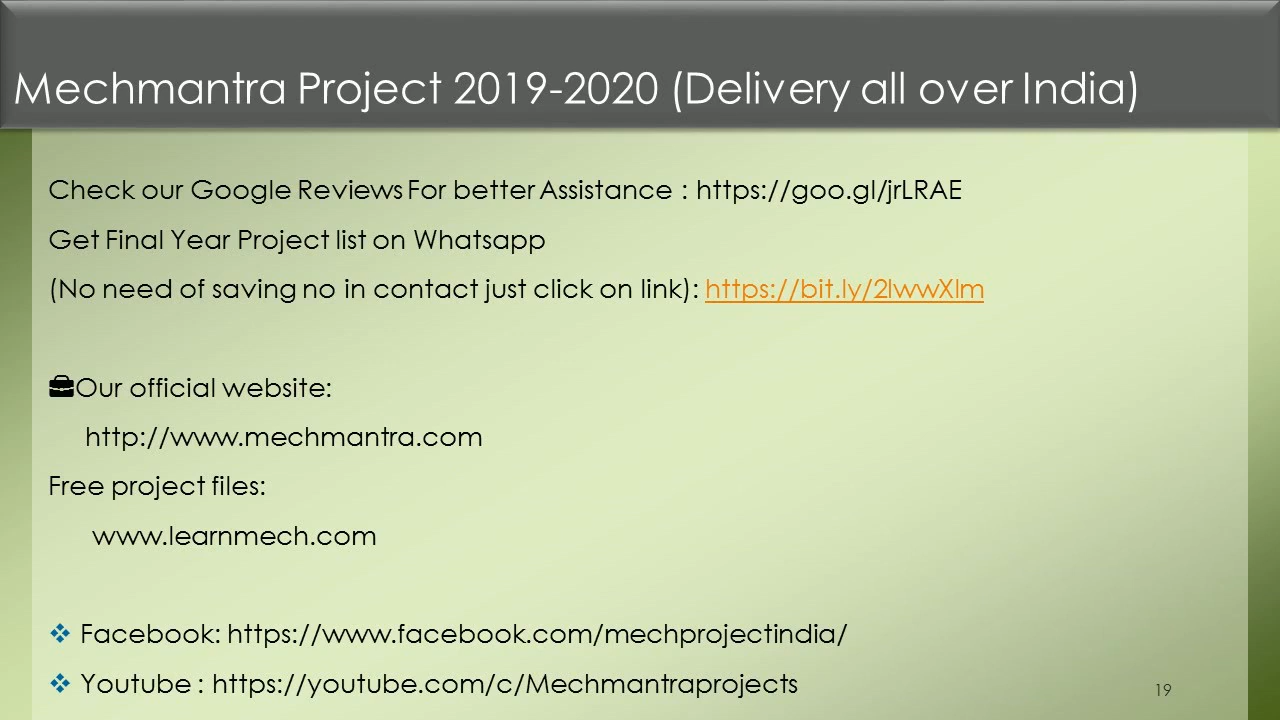 Mechmantra Project 2019-2020 (Delivery all over India)
Check our Google Reviews For better Assistance : https://goo.gl/jrLRAE
Get Final Year Project list on Whatsapp
(No need of saving no in contact just click on link): https://bit.ly/2lwwXlm
Our official website:
http://www.mechmantra.com
Free project files:
www.learnmech.com
Facebook: https://www.facebook.com/mechprojectindia/
Youtube : https://youtube.com/c/Mechmantraprojects
19